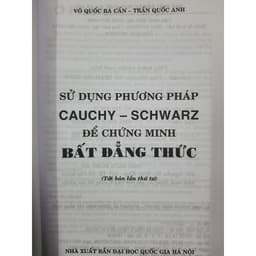 VÕ QUỐC BÁ CẨN – TRẦN QUỐC ANH
SỬ DỤNG PHƯƠNG PHÁP
CAUCHY – SCHWARZ
ĐỂ CHỨNG MINH
BẤT ĐẲNG THỨC
(Tái bản lần thứ tư)
NHÀ XUẤT BẢN ĐẠI HỌC QUỐC GIA HÀ NỘI